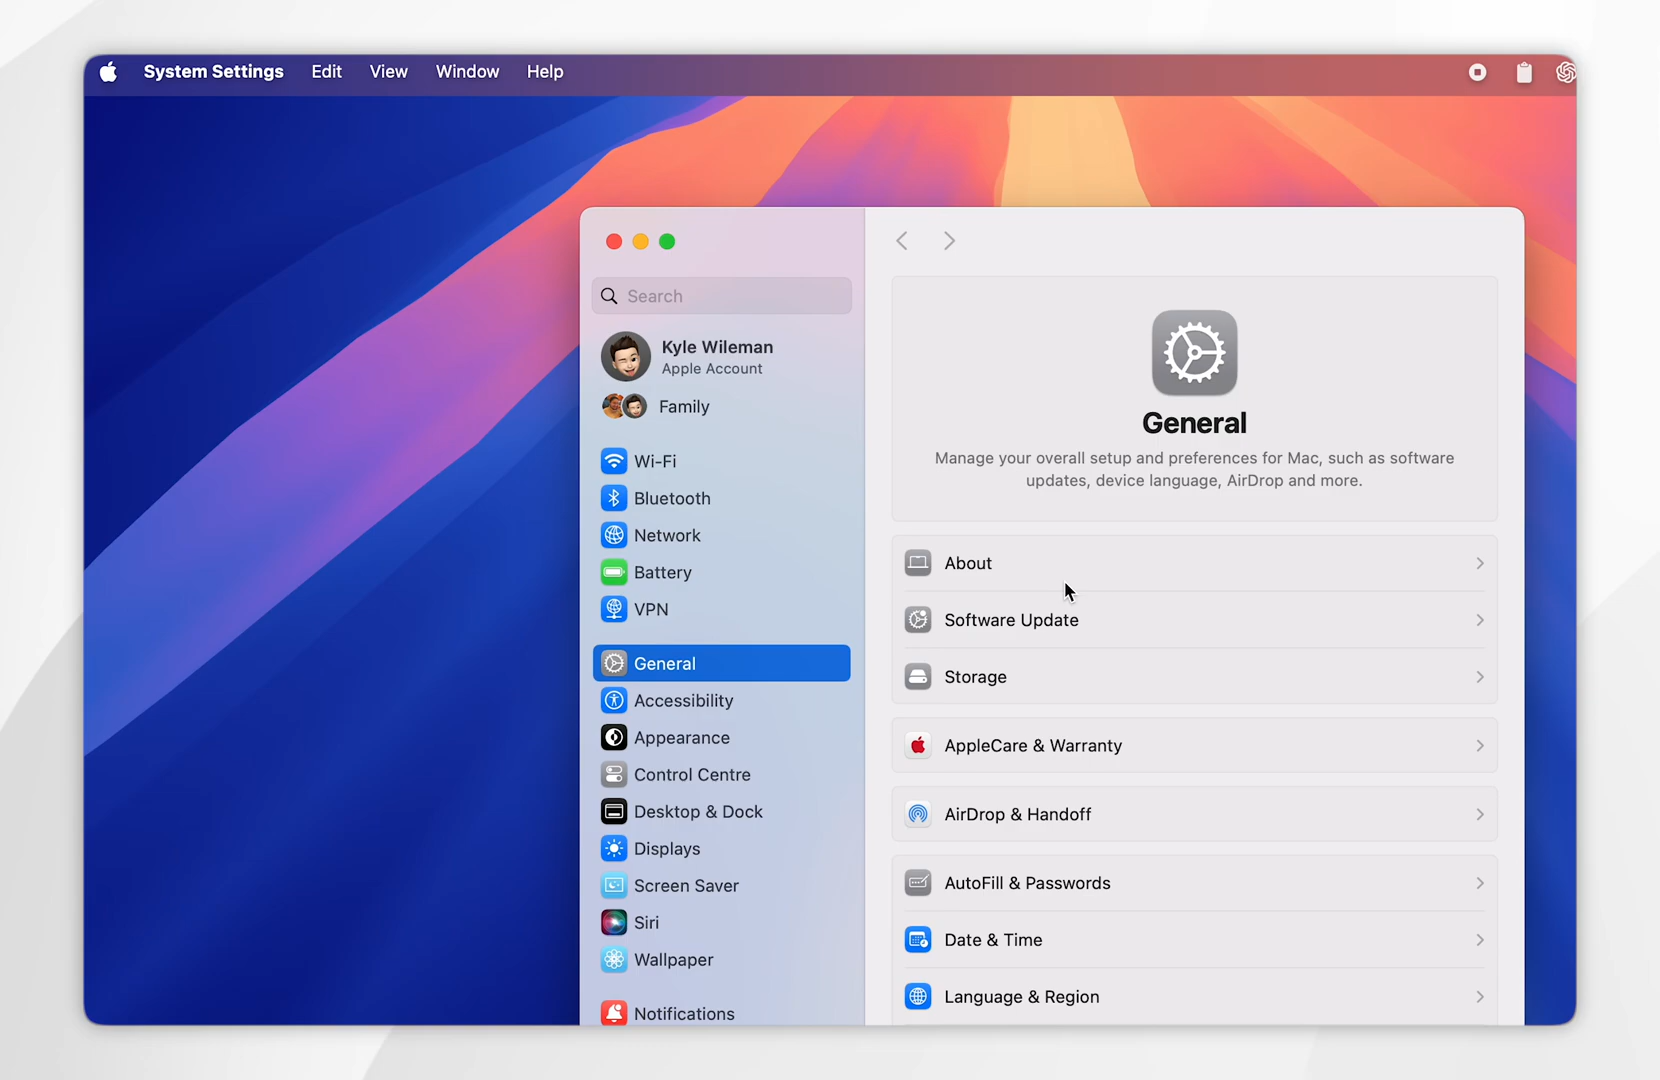 System Settings Edit View Window Help
Search
Kyle Wileman
Apple Account
Family
Wi-Fi
Bluetooth
Network
Battery
VPN
General
Accessibility
Appearance
Control Centre
Desktop & Dock
Displays
Screen Saver
Siri
Wallpaper
Notifications
General
Manage your overall setup and preferences for Mac, such as software
updates, device language, AirDrop and more.
About
Software Update
Storage
AppleCare & Warranty
AirDrop & Handoff
AutoFill & Passwords
Date & Time
Language & Region